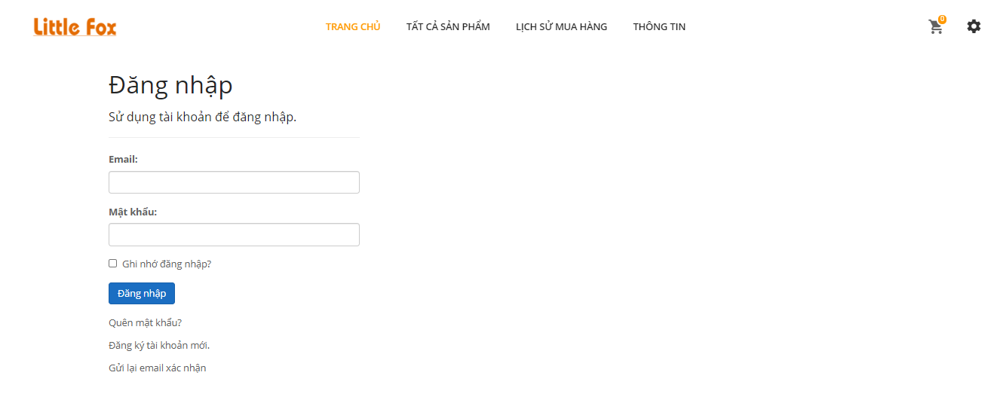 Little Fox
TRANG CHỦ TẤT CẢ SẢN PHẨM LỊCH SỬ MUA HÀNG THÔNG TIN
0
Đăng nhập
Sử dụng tài khoản để đăng nhập.
Email:
Mật khẩu:
Ghi nhớ đăng nhập?
Đăng nhập
Quên mật khẩu?
Đăng ký tài khoản mới.
Gửi lại email xác nhận